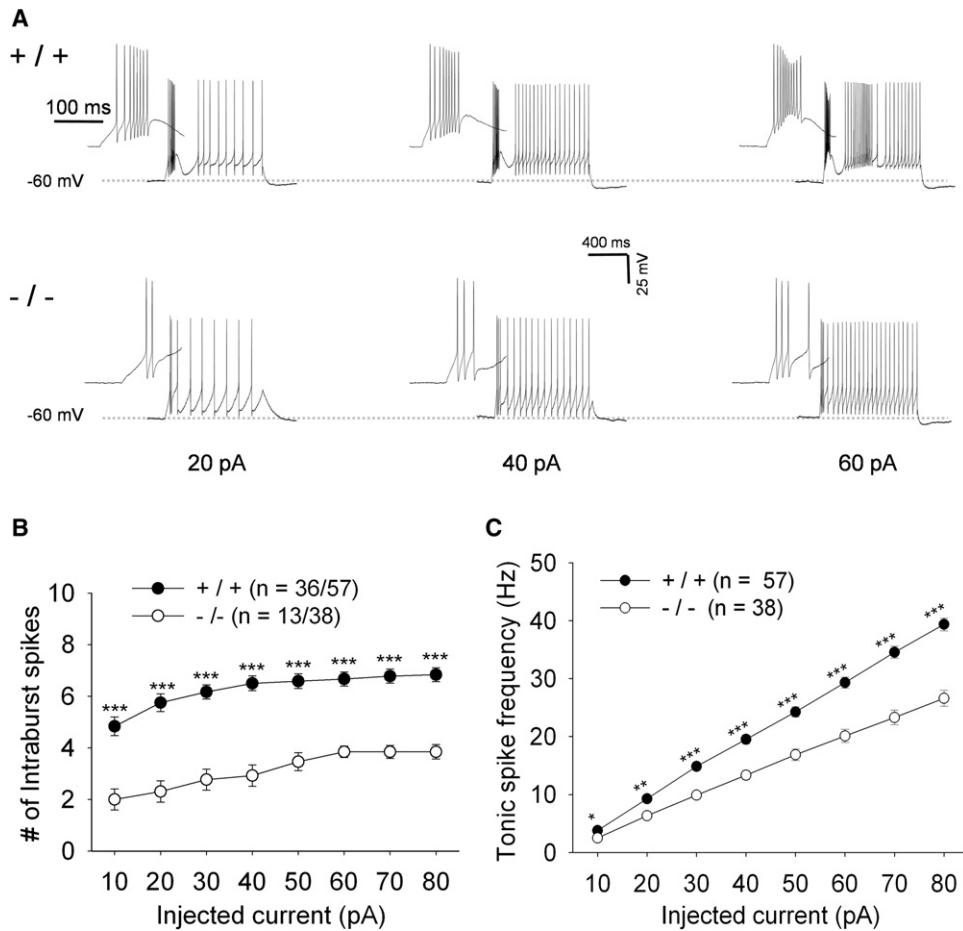 A
+ / +
100 ms
-60 mV
400 ms
25 mV
- / -
-60 mV
20 pA 40 pA 60 pA
B
# of Intraburst spikes
10
8
6
4
2
0
+ / + (n = 36/57)
- /- (n = 13/38)
*** *** *** *** *** *** *** ***
10 20 30 40 50 60 70 80
Injected current (pA)
C
Tonic spike frequency (Hz)
50
40
30
20
10
0
+ / + (n = 57)
- / - (n = 38)
* ** *** *** *** *** *** ***
10 20 30 40 50 60 70 80
Injected current (pA)